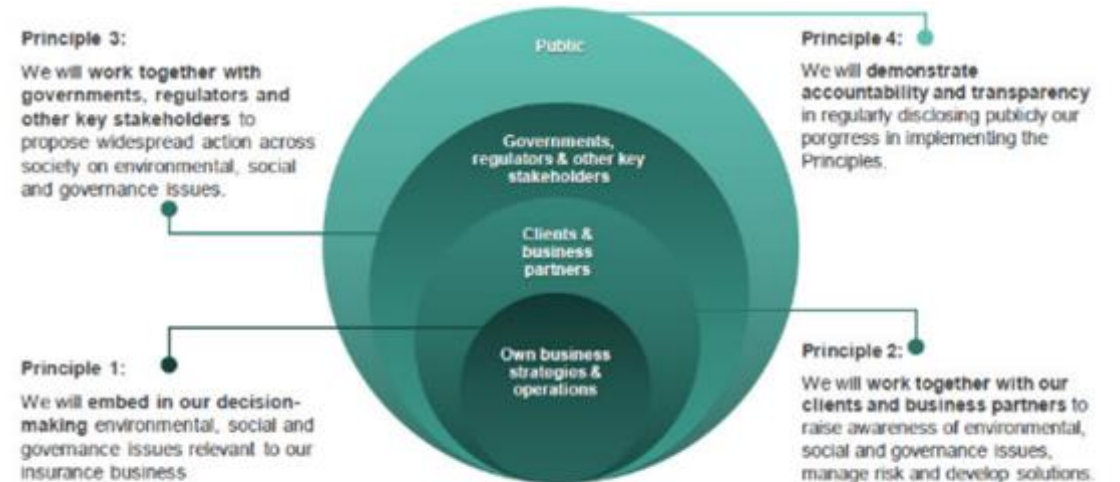 Principle 3:
We will work together with
governments, regulators and
other key stakeholders to
propose widespread action across
society on environmental, social
and governance issues.
Public
Governments,
regulators & other key
stakeholders
Clients &
business
partners
Own business
strategies &
operations
Principle 4:
We will demonstrate
accountability and transparency
in regularly disclosing publicly our
porgrress in implementing the
Principles.
Principle 1:
We will embed in our decision-
making environmental, social and
governance issues relevant to our
insurance business
Principle 2:
We will work together with our
clients and business partners to
raise awareness of environmental,
social and governance issues,
manage risk and develop solutions.